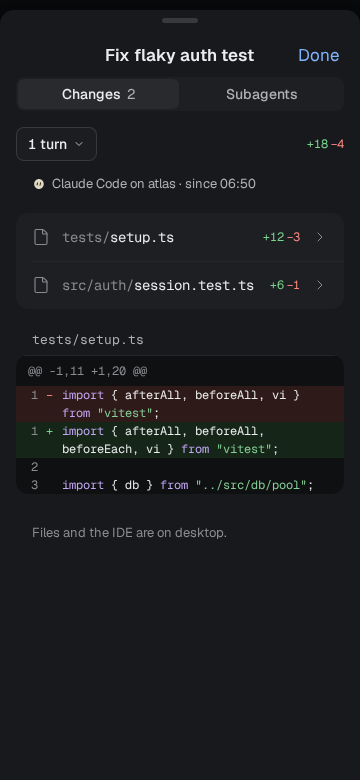 Fix flaky auth test
Done
Changes 2
Subagents
1 turn
+18 −4
Claude Code on atlas · since 06:50
tests/setup.ts
+12 −3
src/auth/session.test.ts
+6 −1
tests/setup.ts
@@ -1,11 +1,20 @@
1 − import { afterAll, beforeAll, vi }
from "vitest";
1 + import { afterAll, beforeAll,
beforeEach, vi } from "vitest";
2
3 import { db } from "../src/db/pool";
Files and the IDE are on desktop.